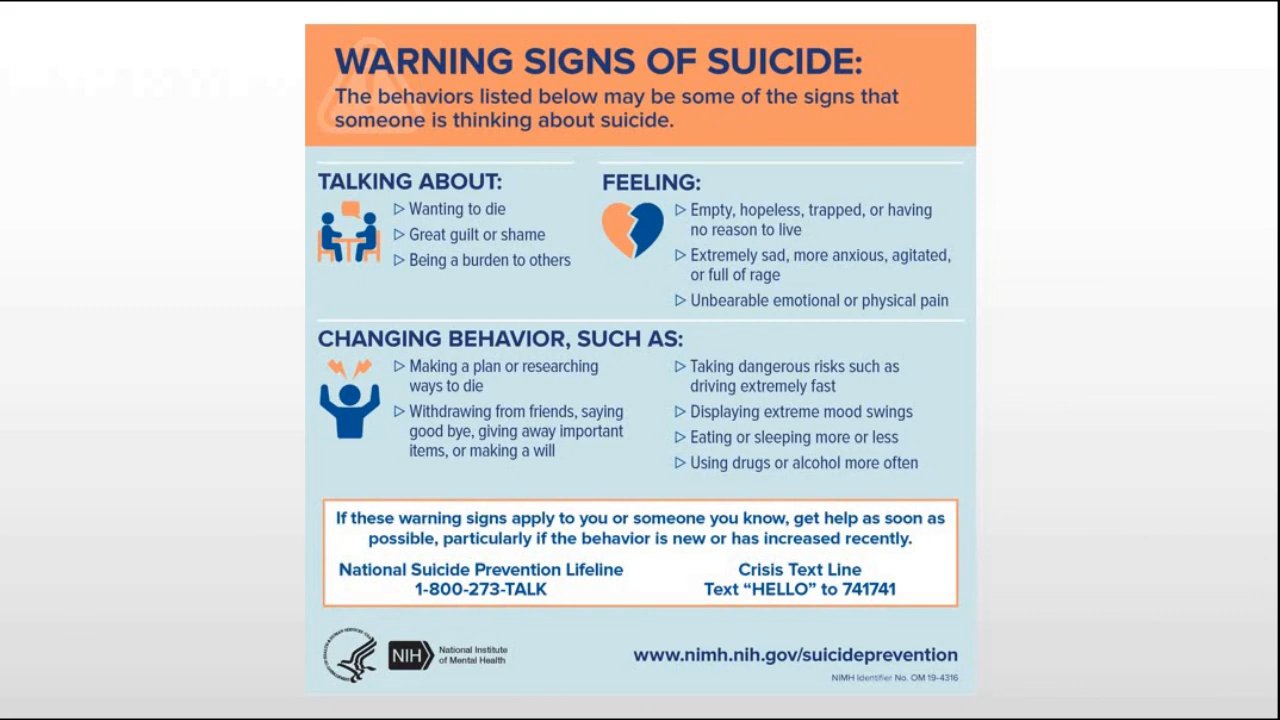 WARNING SIGNS OF SUICIDE:
The behaviors listed below may be some of the signs that
someone is thinking about suicide.
TALKING ABOUT:
▷ Wanting to die
▷ Great guilt or shame
▷ Being a burden to others
FEELING:
▷ Empty, hopeless, trapped, or having
no reason to live
▷ Extremely sad, more anxious, agitated,
or full of rage
▷ Unbearable emotional or physical pain
CHANGING BEHAVIOR, SUCH AS:
▷ Making a plan or researching
ways to die
▷ Withdrawing from friends, saying
good bye, giving away important
items, or making a will
▷ Taking dangerous risks such as
driving extremely fast
▷ Displaying extreme mood swings
▷ Eating or sleeping more or less
▷ Using drugs or alcohol more often
If these warning signs apply to you or someone you know, get help as soon as
possible, particularly if the behavior is new or has increased recently.
National Suicide Prevention Lifeline
1-800-273-TALK
Crisis Text Line
Text “HELLO” to 741741
NIH
National Institute
of Mental Health
www.nimh.nih.gov/suicideprevention
NIMH Identifier No. OM 19-4316